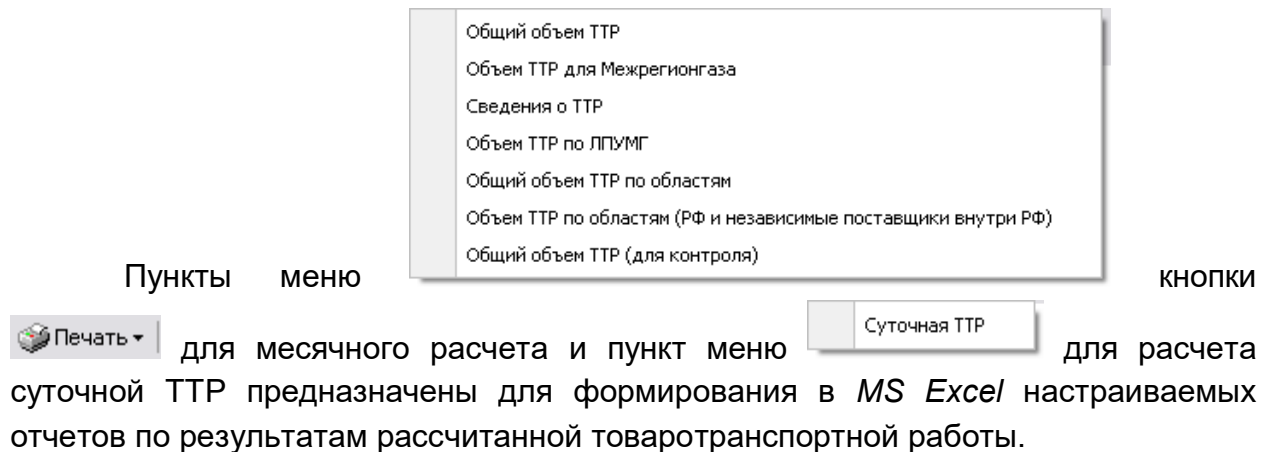 Общий объем ТТР
Объем ТТР для Межрегионгаза
Сведения о ТТР
Объем ТТР по ЛПУМГ
Общий объем ТТР по областям
Объем ТТР по областям (РФ и независимые поставщики внутри РФ)
Общий объем ТТР (для контроля)
Пункты меню кнопки
Печать для месячного расчета и пункт меню Суточная ТТР для расчета
суточной ТТР предназначены для формирования в MS Excel настраиваемых
отчетов по результатам рассчитанной товаротранспортной работы.